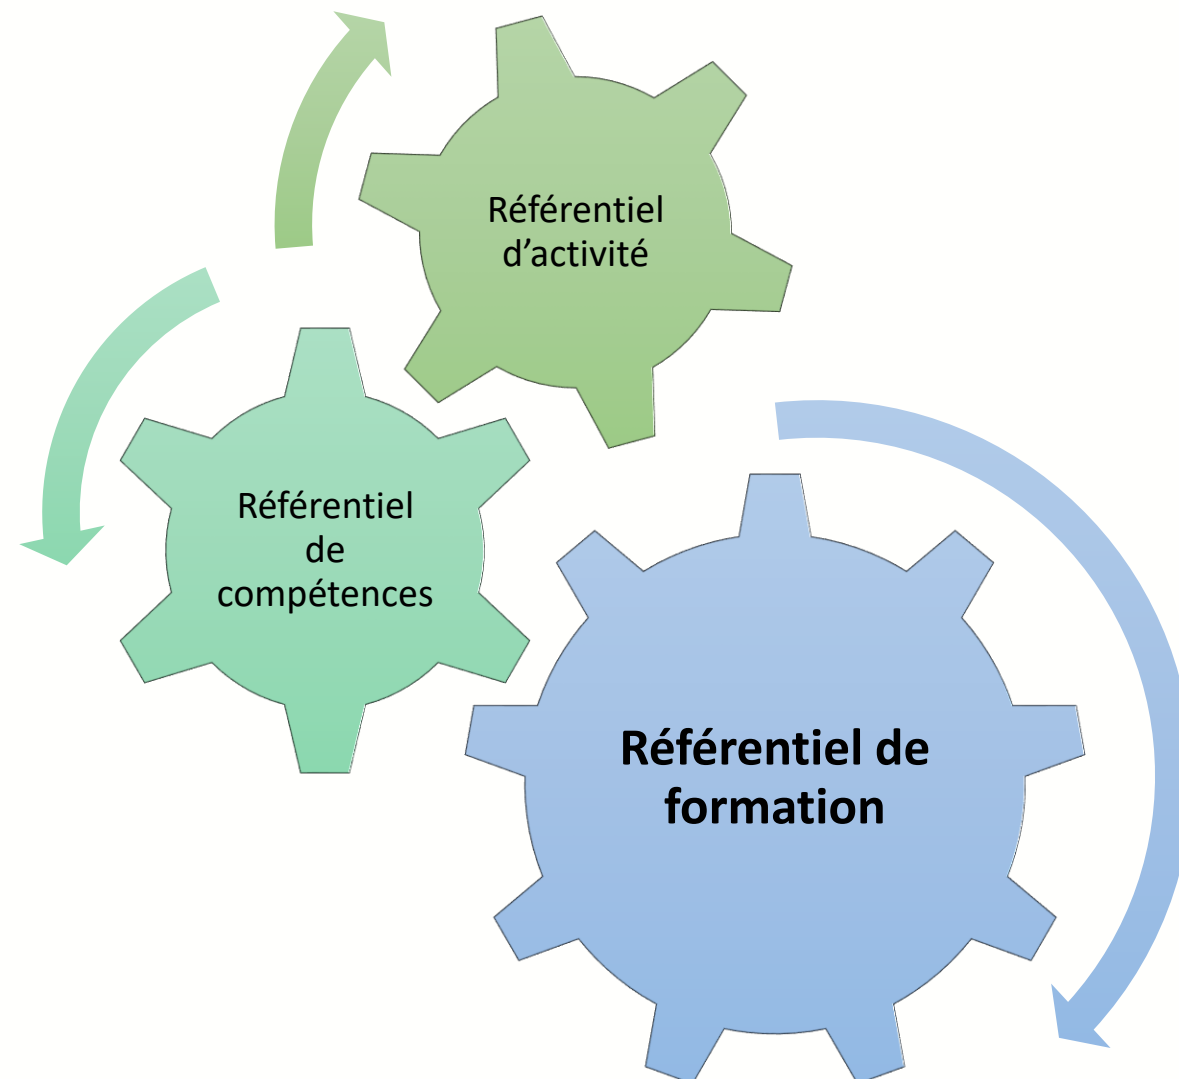 Référentiel
d’activité
Référentiel
de
compétences
Référentiel de
formation